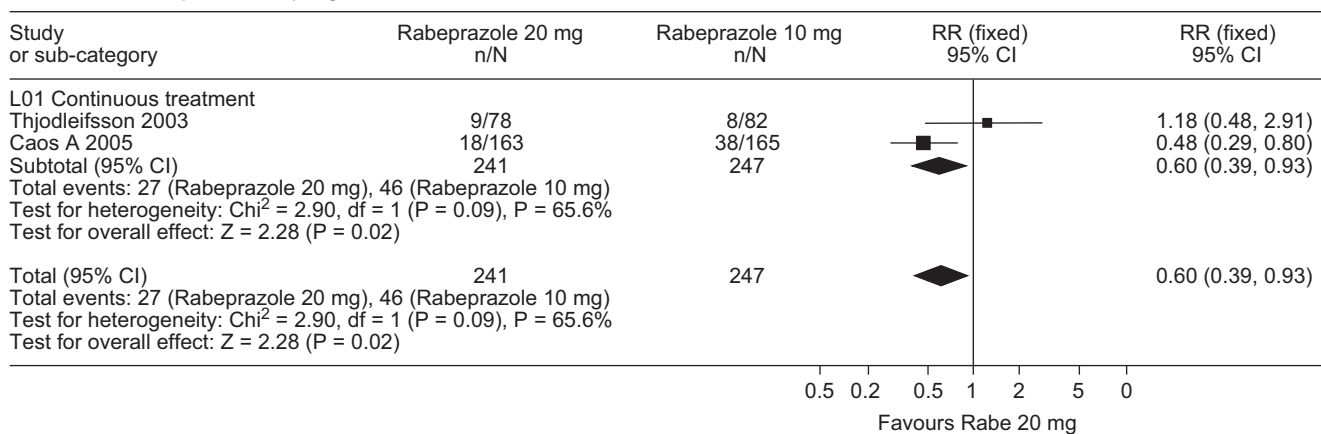 Study or sub-category Rabeprazole 20 mg n/N Rabeprazole 10 mg n/N RR (fixed) 95% CI RR (fixed) 95% CI
L01 Continuous treatment
Thjodleifsson 2003 9/78 8/82 1.18 (0.48, 2.91)
Caos A 2005 18/163 38/165 0.48 (0.29, 0.80)
Subtotal (95% CI) 241 247 0.60 (0.39, 0.93)
Total events: 27 (Rabeprazole 20 mg), 46 (Rabeprazole 10 mg)
Test for heterogeneity: Chi² = 2.90, df = 1 (P = 0.09), P = 65.6%
Test for overall effect: Z = 2.28 (P = 0.02)
Total (95% CI) 241 247 0.60 (0.39, 0.93)
Total events: 27 (Rabeprazole 20 mg), 46 (Rabeprazole 10 mg)
Test for heterogeneity: Chi² = 2.90, df = 1 (P = 0.09), P = 65.6%
Test for overall effect: Z = 2.28 (P = 0.02)
0.5 0.2 0.5 1 2 5 0
Favours Rabe 20 mg